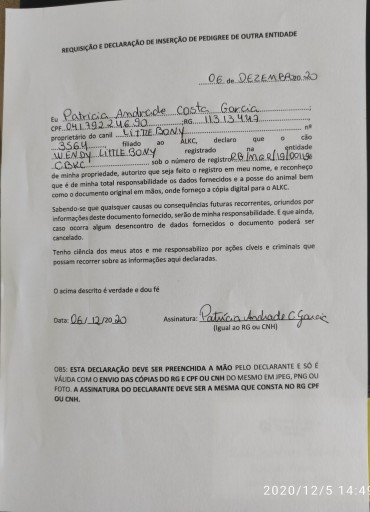 REQUISIÇÃO E DECLARAÇÃO DE INSERÇÃO DE PEDIGREE DE OUTRA ENTIDADE
06 de DEZEMBRO 2020
Eu Patricia Andrade Costa Garcia
CPF 041.792.246.90 RG 11313447
proprietário do canil LITTLE BONY nº
3564 filiado ao ALKC, declaro que o cão
WENDY LITTLE BONY registrado na entidade
CBKC sob o número de registro
de minha propriedade, autorizo que seja feito o registro em meu nome, e reconheço
que é de minha total responsabilidade os dados fornecidos e a posse do animal bem
como o documento original em mãos, onde forneço a cópia digital para o ALKC.
Sabendo-se que quaisquer causas ou consequências futuras recorrentes, oriundos por
informações deste documento fornecido, serão de minha responsabilidade. E que ainda,
caso ocorra algum desencontro de dados fornecidos o documento poderá ser
cancelado.
Tenho ciência dos meus atos e me responsabilizo por ações cíveis e criminais que
possam recorrer sobre as informações aqui declaradas.
O acima descrito é verdade e dou fé
Data: 06/12/2020 Assinatura: Patricia Andrade C Garcia
(Igual ao RG ou CNH)
OBS: ESTA DECLARAÇÃO DEVE SER PREENCHIDA A MÃO PELO DECLARANTE E SÓ É
VÁLIDA COM O ENVIO DAS CÓPIAS DO RG E CPF OU CNH DO MESMO EM JPEG, PNG OU
FOTO. A ASSINATURA DO DECLARANTE DEVE SER A MESMA QUE CONSTA NO RG CPF
OU CNH.
2020/12/5 14:49